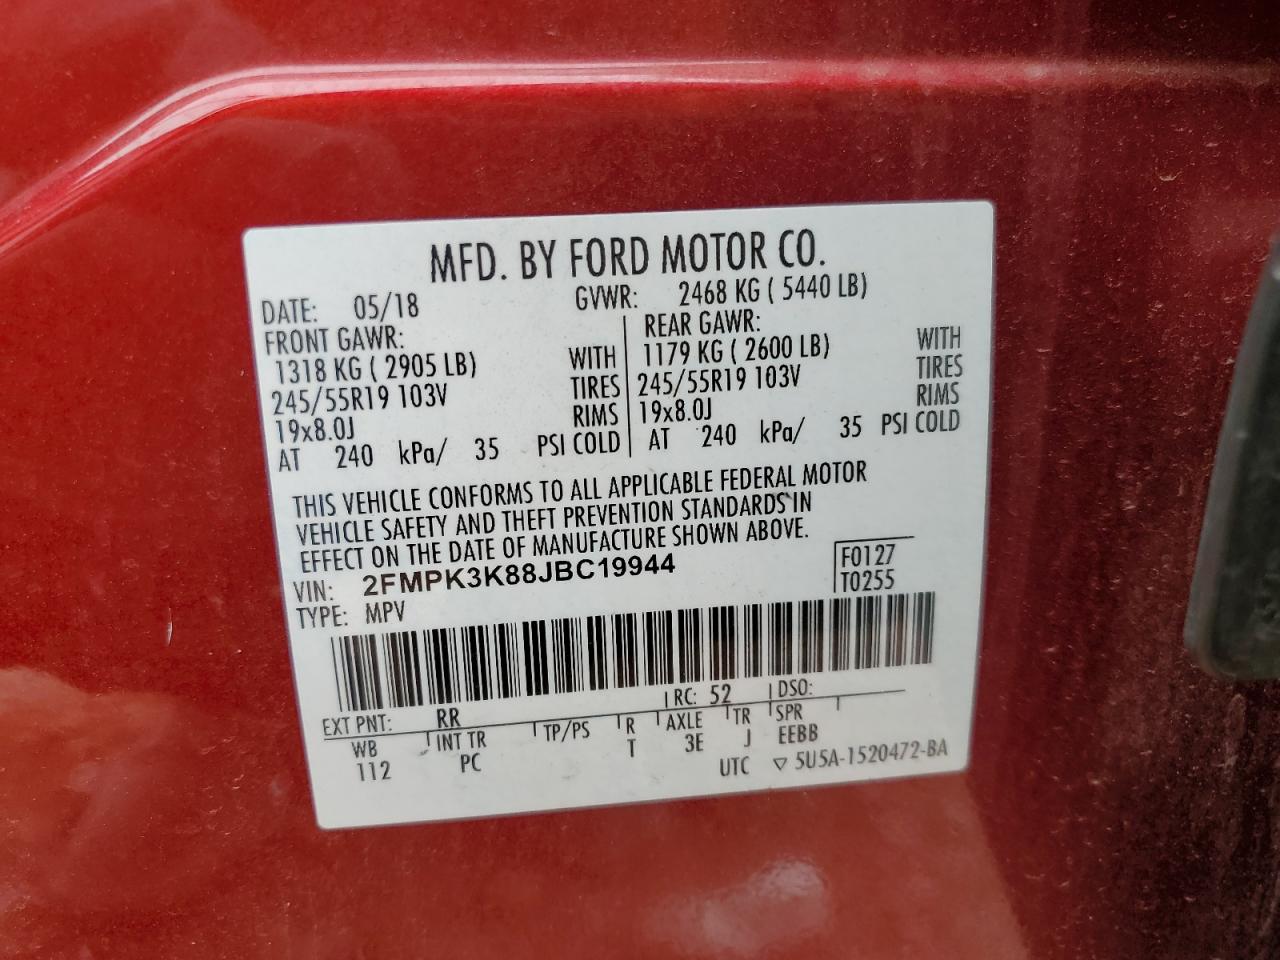 MFD. BY FORD MOTOR CO.
DATE: 05/18 GVWR: 2468 KG ( 5440 LB)
FRONT GAWR: REAR GAWR:
1318 KG ( 2905 LB) WITH 1179 KG ( 2600 LB) WITH
245/55R19 103V TIRES 245/55R19 103V TIRES
19x8.0J RIMS 19x8.0J RIMS
AT 240 kPa/ 35 PSI COLD AT 240 kPa/ 35 PSI COLD
THIS VEHICLE CONFORMS TO ALL APPLICABLE FEDERAL MOTOR
VEHICLE SAFETY AND THEFT PREVENTION STANDARDS IN
EFFECT ON THE DATE OF MANUFACTURE SHOWN ABOVE.
VIN: 2FMPK3K88JBC19944 F0127
TYPE: MPV T0255
EXT PNT: RR RC: 52 DSO:
WB INT TR TP/PS R AXLE TR SPR
112 PC T 3E J EEBB
UTC ▽ 5U5A-1520472-BA